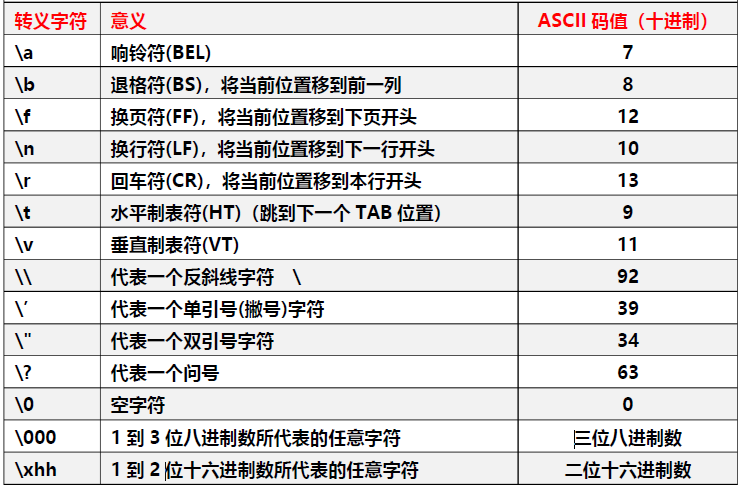 转义字符 意义 ASCII 码值（十进制）
\a 响铃符(BEL) 7
\b 退格符(BS)，将当前位置移到前一列 8
\f 换页符(FF)，将当前位置移到下页开头 12
\n 换行符(LF)，将当前位置移到下一行开头 10
\r 回车符(CR)，将当前位置移到本行开头 13
\t 水平制表符(HT)（跳到下一个 TAB 位置） 9
\v 垂直制表符(VT) 11
\\ 代表一个反斜线字符 \ 92
\’ 代表一个单引号(撇号)字符 39
\" 代表一个双引号字符 34
\? 代表一个问号 63
\0 空字符 0
\000 1 到 3 位八进制数所代表的任意字符 三位八进制数
\xhh 1 到 2 位十六进制数所代表的任意字符 二位十六进制数